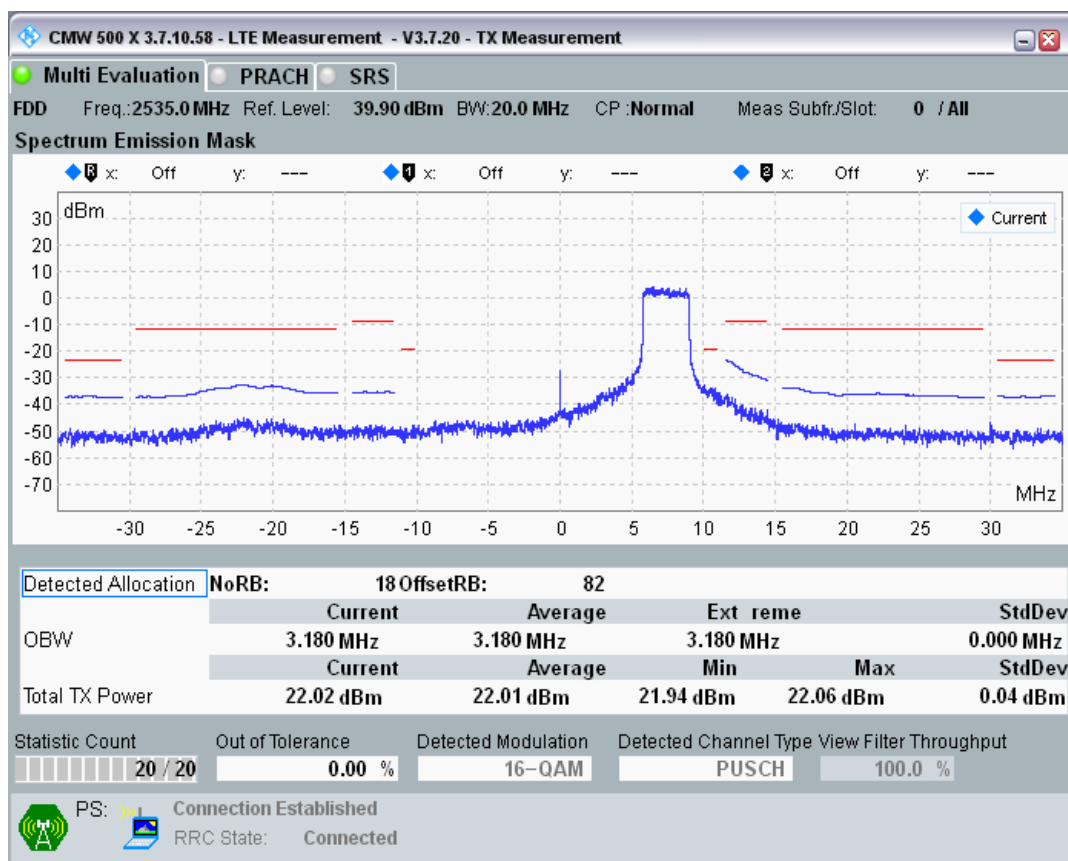 CMW 500 X 3.7.10.58 - LTE Measurement - V3.7.20 - TX Measurement
Multi Evaluation PRACH SRS
FDD Freq.:2535.0 MHz Ref. Level: 39.90 dBm BW:20.0 MHz CP :Normal Meas Subfr./Slot: 0 / All
Spectrum Emission Mask
R x: Off y: --- 1 x: Off y: --- 2 x: Off y: ---
dBm
Current
30
20
10
0
-10
-20
-30
-40
-50
-60
-70
MHz
-30 -25 -20 -15 -10 -5 0 5 10 15 20 25 30
Detected Allocation NoRB: 18 OffsetRB: 82
Current Average Ext reme StdDev
OBW 3.180 MHz 3.180 MHz 3.180 MHz 0.000 MHz
Current Average Min Max StdDev
Total TX Power 22.02 dBm 22.01 dBm 21.94 dBm 22.06 dBm 0.04 dBm
Statistic Count Out of Tolerance Detected Modulation Detected Channel Type View Filter Throughput
20 / 20 0.00 % 16-QAM PUSCH 100.0 %
PS: Connection Established
RRC State: Connected